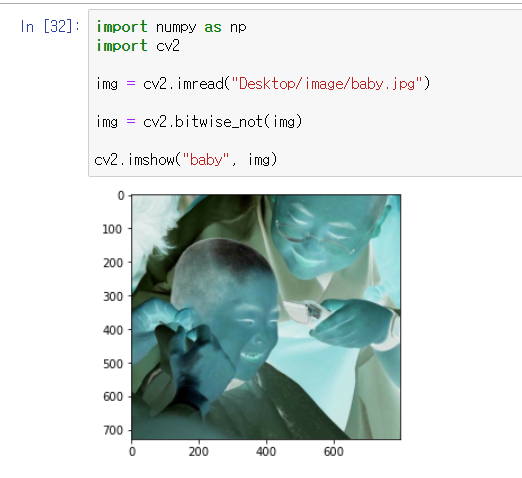 In [32]:
import numpy as np
import cv2
img = cv2.imread("Desktop/image/baby.jpg")
img = cv2.bitwise_not(img)
cv2.imshow("baby", img)
0
100
200
300
400
500
600
700
0 200 400 600